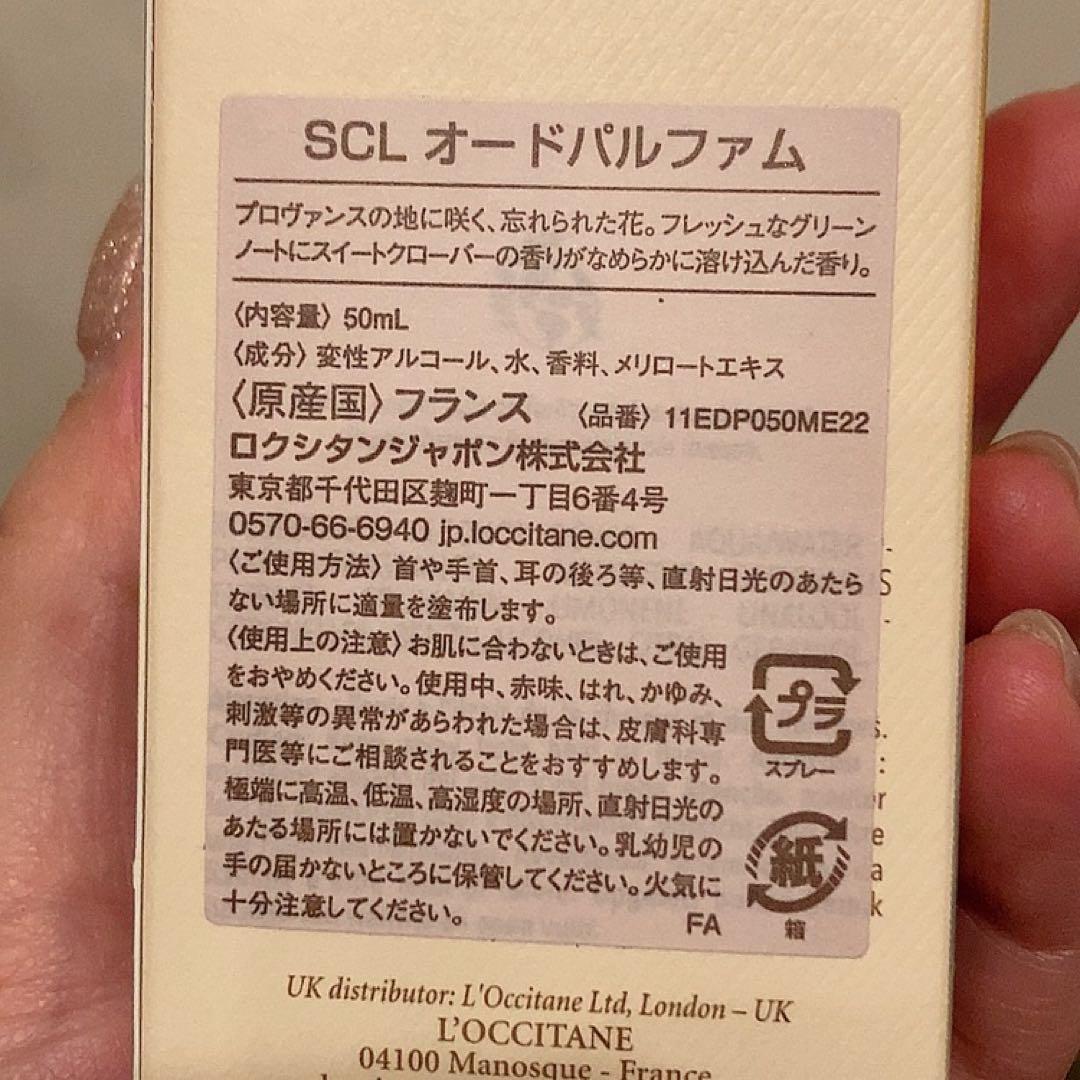 SCL オードパルファム
プロヴァンスの地に咲く、忘れられた花。フレッシュなグリーン
ノートにスイートクローバーの香りがなめらかに溶け込んだ香り。
〈内容量〉 50mL
〈成分〉 変性アルコール、水、香料、メリロートエキス
〈原産国〉フランス 〈品番〉 11EDP050ME22
ロクシタンジャポン株式会社
東京都千代田区麹町一丁目6番4号
0570-66-6940 jp.loccitane.com
〈ご使用方法〉 首や手首、耳の後ろ等、直射日光のあたら
ない場所に適量を塗布します。
〈使用上の注意〉 お肌に合わないときは、ご使用
をおやめください。使用中、赤味、はれ、かゆみ、
刺激等の異常があらわれた場合は、皮膚科専
門医等にご相談されることをおすすめします。
極端に高温、低温、高湿度の場所、直射日光の
あたる場所には置かないでください。乳幼児の
手の届かないところに保管してください。火気に
十分注意してください。
FA
プラ
スプレー
紙
箱
UK distributor: L'Occitane Ltd, London – UK
L'OCCITANE
04100 Manosque - France